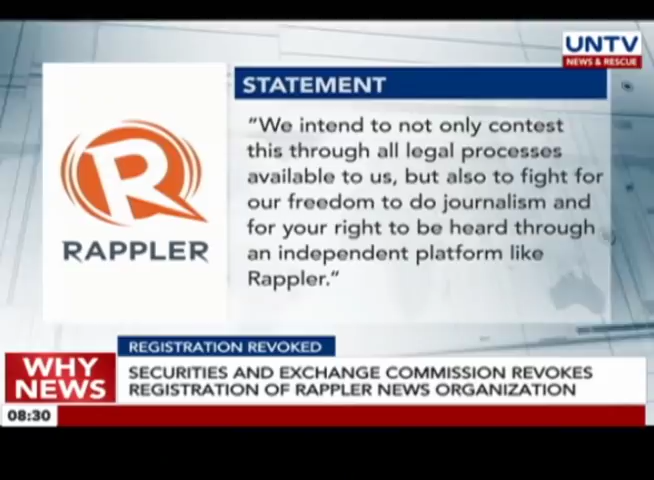 UNTV
NEWS & RESCUE
STATEMENT
“We intend to not only contest
this through all legal processes
available to us, but also to fight for
our freedom to do journalism and
for your right to be heard through
an independent platform like
Rappler.”
R
RAPPLER
REGISTRATION REVOKED
WHY
NEWS
SECURITIES AND EXCHANGE COMMISSION REVOKES
REGISTRATION OF RAPPLER NEWS ORGANIZATION
08:30